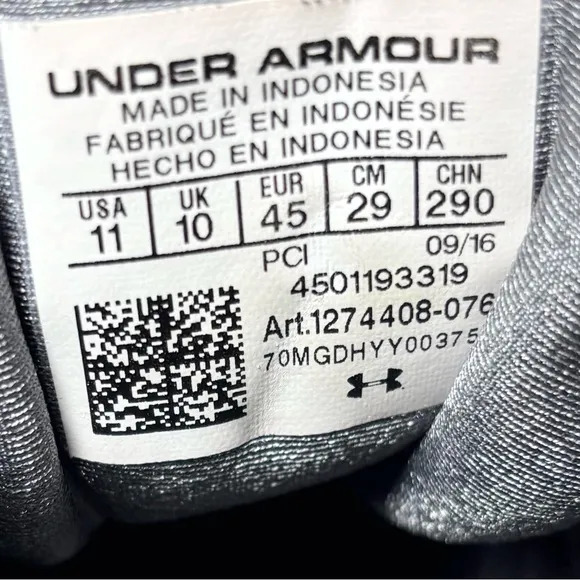 UNDER ARMOUR
MADE IN INDONESIA
FABRIQUÉ EN INDONÉSIE
HECHO EN INDONESIA
USA UK EUR CM CHN
11 10 45 29 290
PCI 09/16
4501193319
Art.1274408-076
70MGDHYY00375